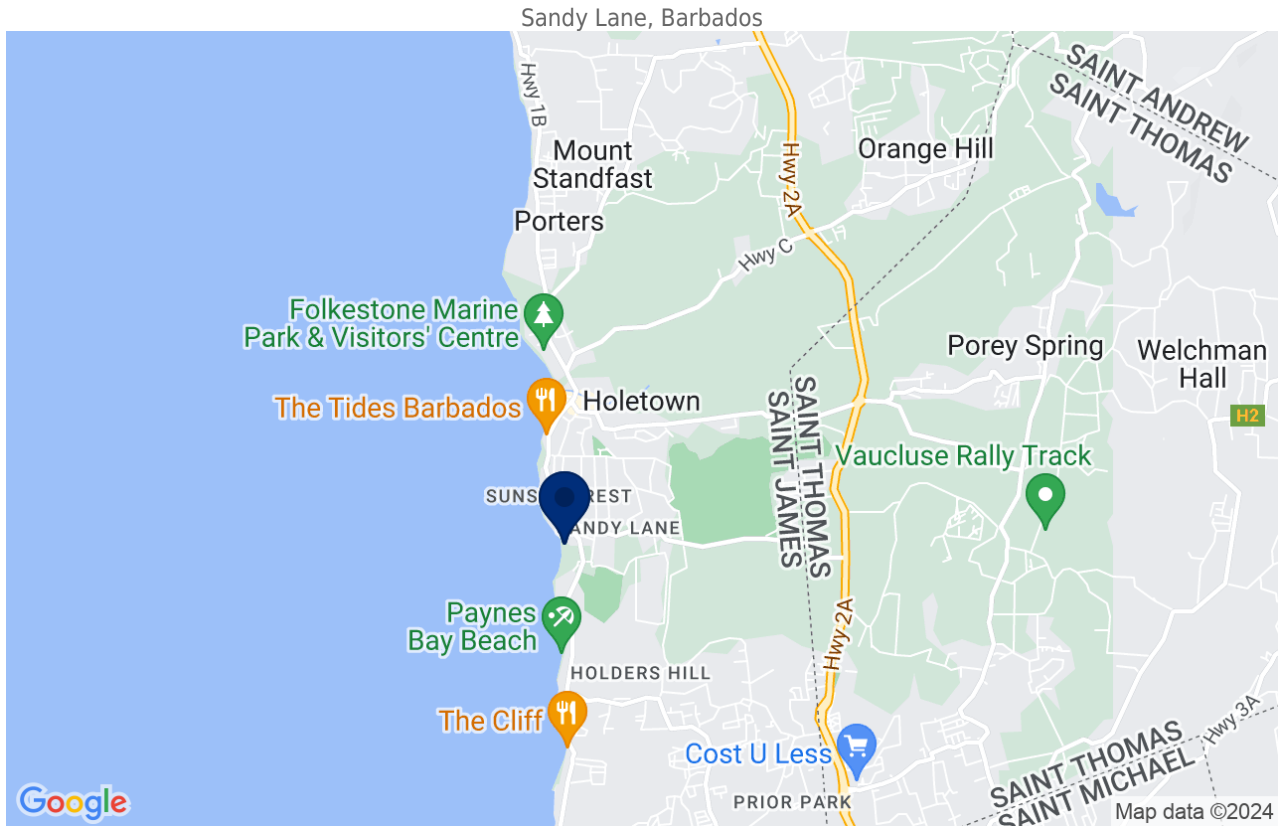 Sandy Lane, Barbados
Hwy 1B
SAINT ANDREW
SAINT THOMAS
Mount
Standfast
Orange Hill
Hwy 2A
Porters
Hwy C
Folkestone Marine
Park & Visitors' Centre
Porey Spring
Welchman
Hall
The Tides Barbados
Holetown
H2
SAINT THOMAS
SAINT JAMES
Vaucluse Rally Track
SUNS REST
ANDY LANE
Paynes
Bay Beach
Hwy 2A
HOLDERS HILL
The Cliff
Cost U Less
Hwy 3A
SAINT THOMAS
SAINT MICHAEL
PRIOR PARK
Google
Map data ©2024